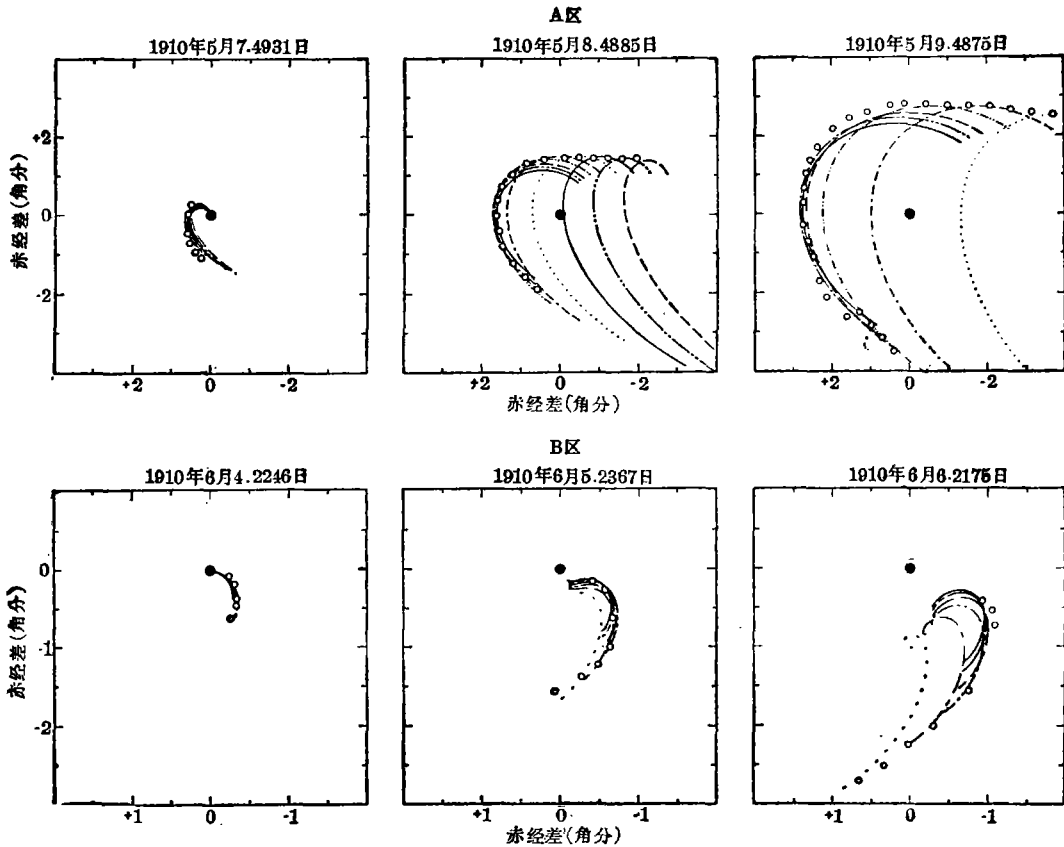 A区
1910年5月7.4931日
1910年5月8.4885日
1910年5月9.4875日
赤经差(角分)
+2
0
-2
+2
0
-2
+2
0
-2
+2
0
-2
赤经差(角分)
B区
1910年6月4.2246日
1910年6月5.2367日
1910年6月6.2175日
赤经差(角分)
0
-1
-2
+1
0
-1
+1
0
-1
+1
0
-1
赤经差(角分)